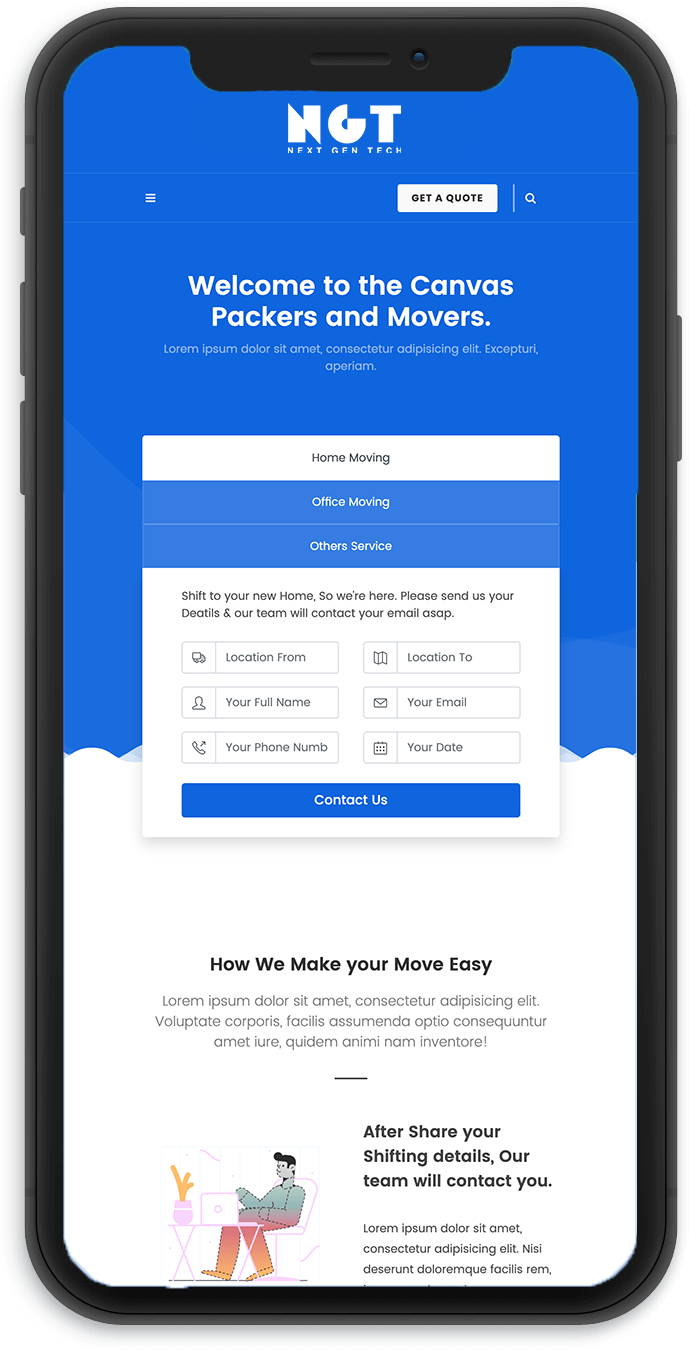 NGT
NEXT GEN TECH
GET A QUOTE
Welcome to the Canvas
Packers and Movers.
Lorem ipsum dolor sit amet, consectetur adipisicing elit. Excepturi,
aperiam.
Home Moving
Office Moving
Others Service
Shift to your new Home, So we're here. Please send us your
Deatils & our team will contact your email asap.
Location From
Location To
Your Full Name
Your Email
Your Phone Numb
Your Date
Contact Us
How We Make your Move Easy
Lorem ipsum dolor sit amet, consectetur adipisicing elit.
Voluptate corporis, facilis assumenda optio consequuntur
amet iure, quidem animi nam inventore!
After Share your
Shifting details, Our
team will contact you.
Lorem ipsum dolor sit amet,
consectetur adipisicing elit. Nisi
deserunt doloremque facilis rem,